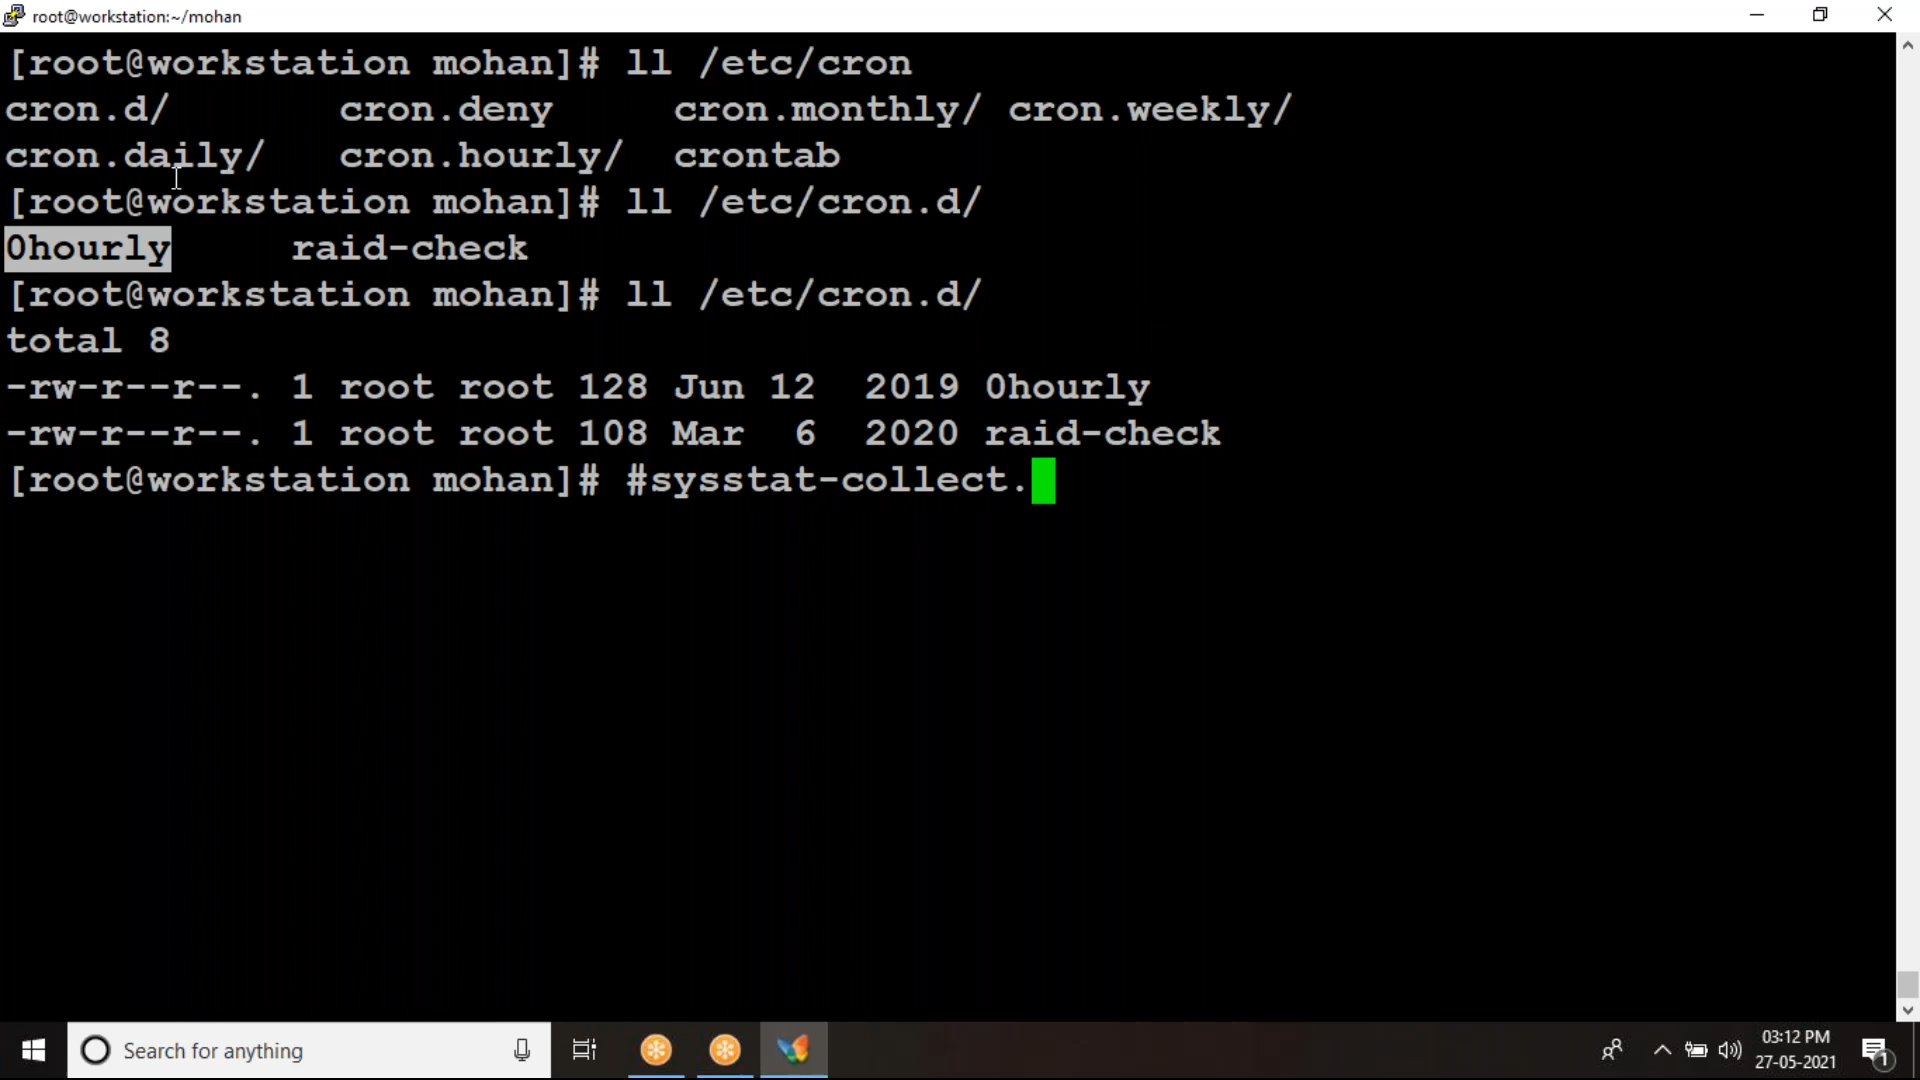 root@workstation:~/mohan
[root@workstation mohan]# ll /etc/cron
cron.d/ cron.deny cron.monthly/ cron.weekly/
cron.daily/ cron.hourly/ crontab
[root@workstation mohan]# ll /etc/cron.d/
0hourly raid-check
[root@workstation mohan]# ll /etc/cron.d/
total 8
-rw-r--r--. 1 root root 128 Jun 12 2019 0hourly
-rw-r--r--. 1 root root 108 Mar 6 2020 raid-check
[root@workstation mohan]# #sysstat-collect.
Search for anything
03:12 PM
27-05-2021
1